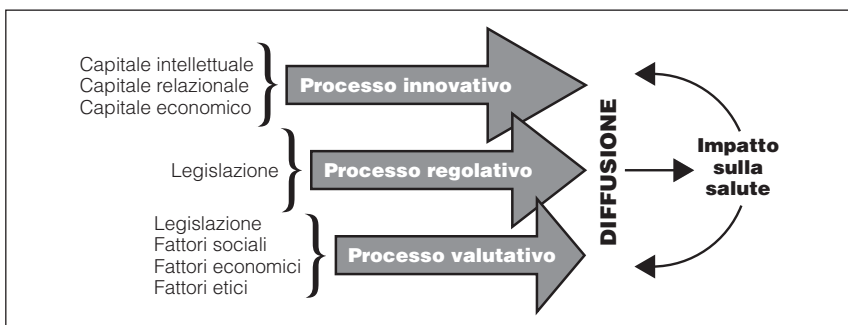 Capitale intellettuale
Capitale relazionale
Capitale economico
Processo innovativo
Legislazione
Processo regolativo
Legislazione
Fattori sociali
Fattori economici
Fattori etici
Processo valutativo
DIFFUSIONE
Impatto
sulla
salute